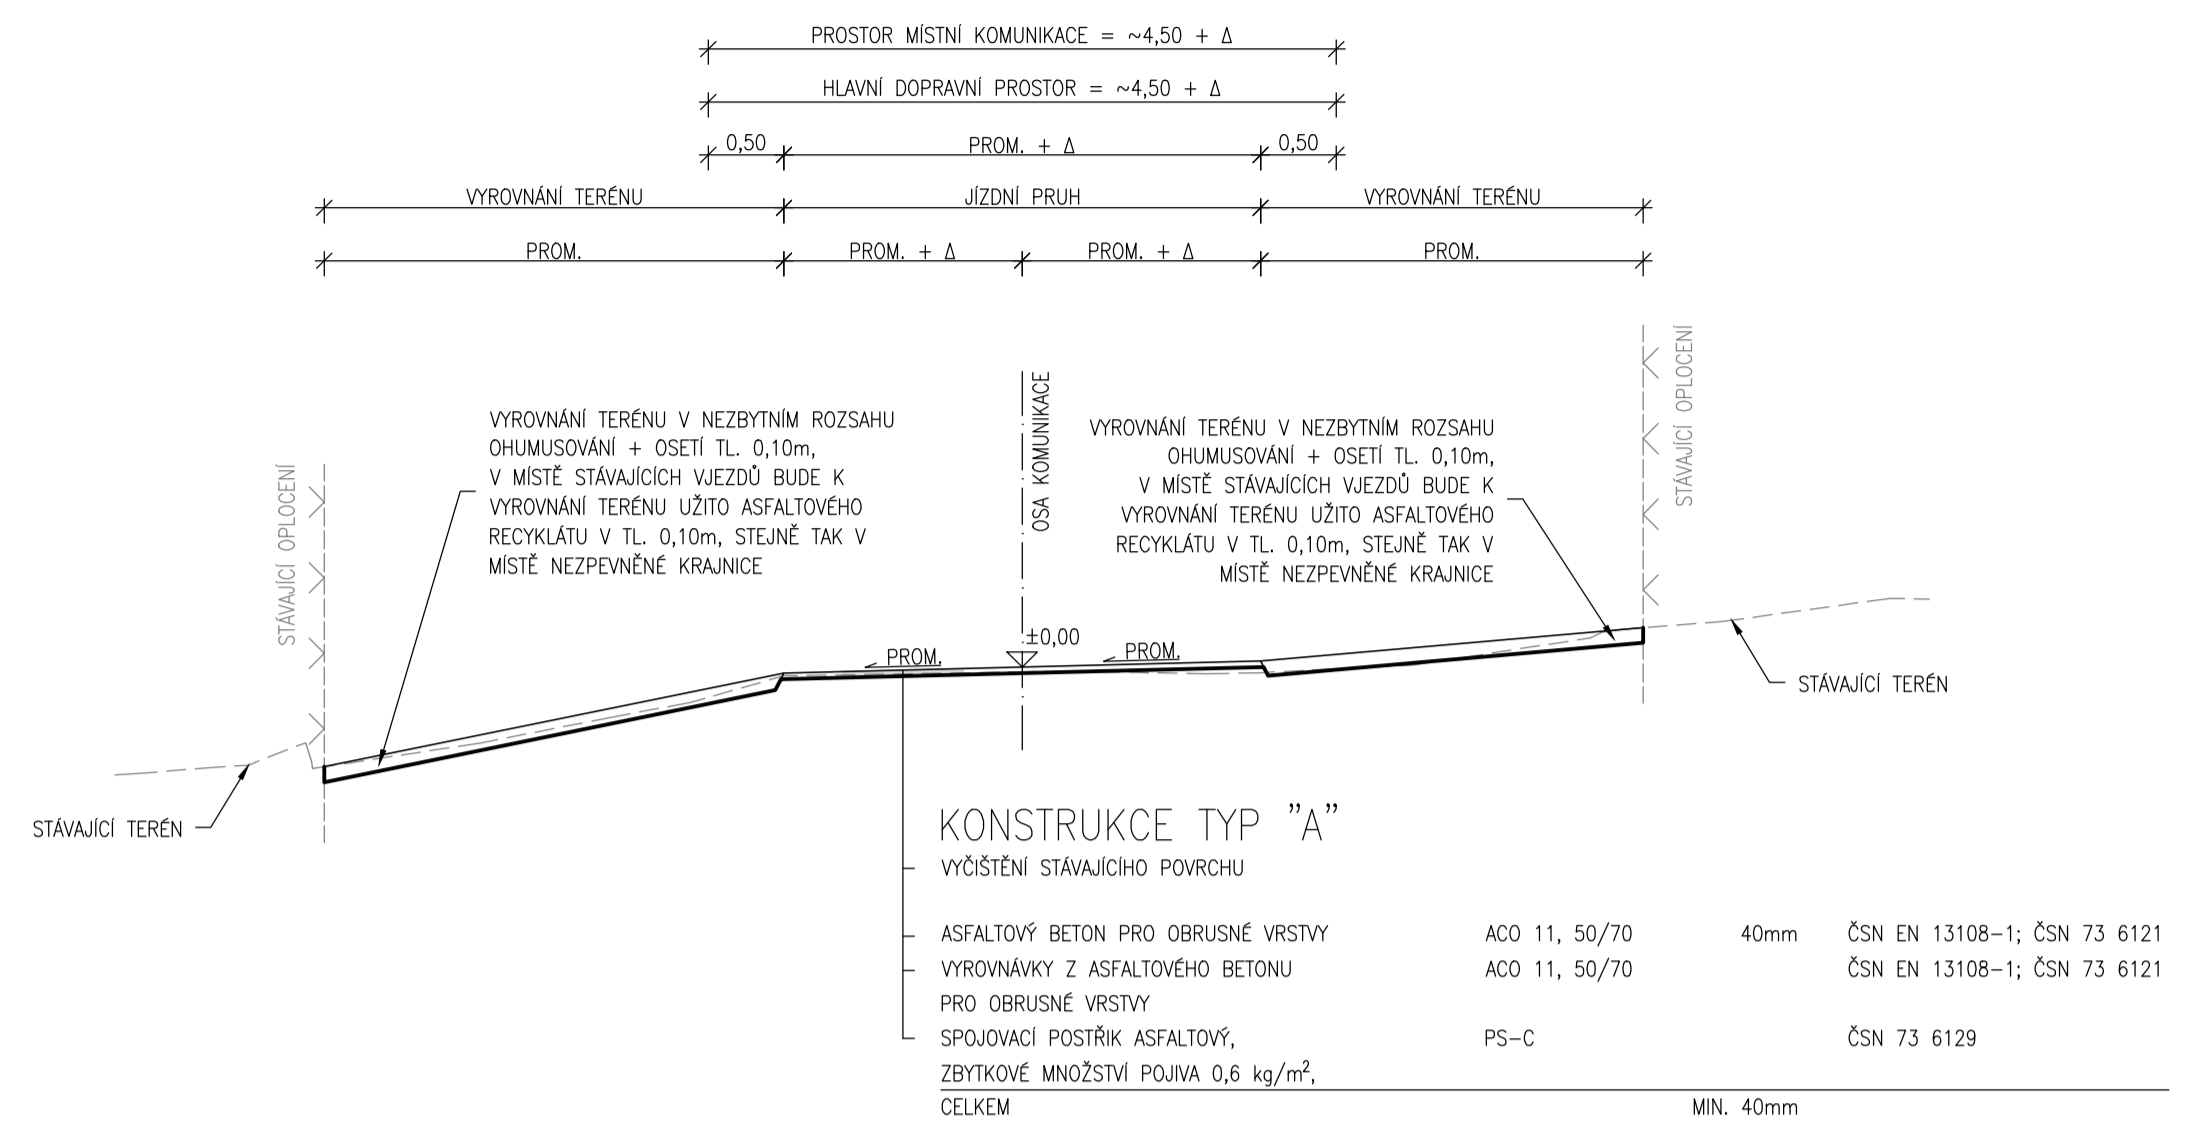 PROSTOR MÍSTNÍ KOMUNIKACE = ~4,50 + Δ
HLAVNÍ DOPRAVNÍ PROSTOR = ~4,50 + Δ
0,50 PROM. + Δ 0,50
VYROVNÁNÍ TERÉNU JÍZDNÍ PRUH VYROVNÁNÍ TERÉNU
PROM. PROM. + Δ PROM. + Δ PROM.
STÁVAJÍCÍ OPLOCENÍ
VYROVNÁNÍ TERÉNU V NEZBYTNÍM ROZSAHU
OHUMUSOVÁNÍ + OSETÍ TL. 0,10m,
V MÍSTĚ STÁVAJÍCÍCH VJEZDŮ BUDE K
VYROVNÁNÍ TERÉNU UŽITO ASFALTOVÉHO
RECYKLÁTU V TL. 0,10m, STEJNĚ TAK V
MÍSTĚ NEZPEVNĚNÉ KRAJNICE
OSA KOMUNIKACE
VYROVNÁNÍ TERÉNU V NEZBYTNÍM ROZSAHU
OHUMUSOVÁNÍ + OSETÍ TL. 0,10m,
V MÍSTĚ STÁVAJÍCÍCH VJEZDŮ BUDE K
VYROVNÁNÍ TERÉNU UŽITO ASFALTOVÉHO
RECYKLÁTU V TL. 0,10m, STEJNĚ TAK V
MÍSTĚ NEZPEVNĚNÉ KRAJNICE
STÁVAJÍCÍ OPLOCENÍ
±0,00
PROM. PROM.
STÁVAJÍCÍ TERÉN
STÁVAJÍCÍ TERÉN
KONSTRUKCE TYP "A"
VYČIŠTĚNÍ STÁVAJÍCÍHO POVRCHU
ASFALTOVÝ BETON PRO OBRUSNÉ VRSTVY ACO 11, 50/70 40mm ČSN EN 13108-1; ČSN 73 6121
VYROVNÁVKY Z ASFALTOVÉHO BETONU ACO 11, 50/70 ČSN EN 13108-1; ČSN 73 6121
PRO OBRUSNÉ VRSTVY
SPOJOVACÍ POSTŘIK ASFALTOVÝ, PS-C ČSN 73 6129
ZBYTKOVÉ MNOŽSTVÍ POJIVA 0,6 kg/m²,
CELKEM MIN. 40mm